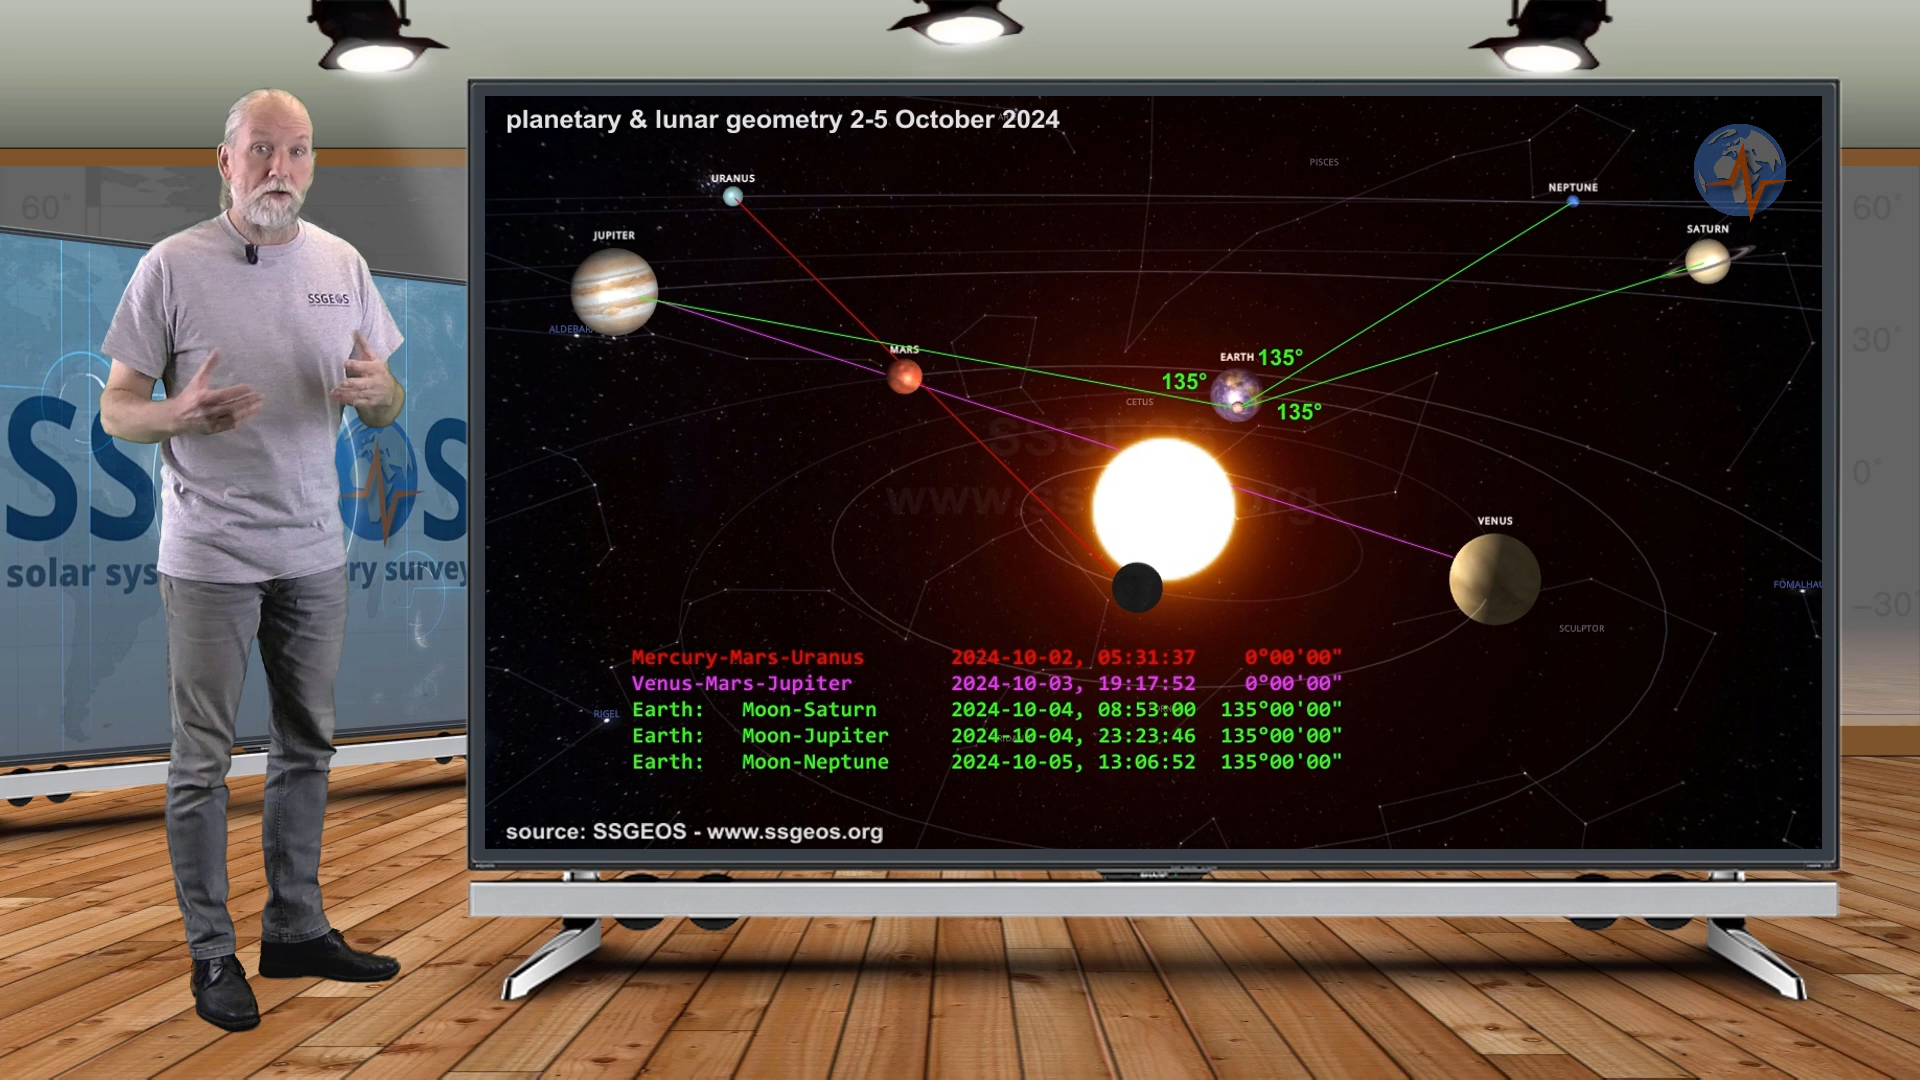 planetary & lunar geometry 2-5 October 2024
PISCES
URANUS
NEPTUNE
JUPITER
SATURN
MARS
EARTH 135°
135°
135°
CETUS
VENUS
SCULPTOR
RIGEL
Mercury-Mars-Uranus 2024-10-02, 05:31:37 0°00'00"
Venus-Mars-Jupiter 2024-10-03, 19:17:52 0°00'00"
Earth: Moon-Saturn 2024-10-04, 08:53:00 135°00'00"
Earth: Moon-Jupiter 2024-10-04, 23:23:46 135°00'00"
Earth: Moon-Neptune 2024-10-05, 13:06:52 135°00'00"
source: SSGEOS - www.ssgeos.org
SSGEOS
60°
60°
30°
0°
-30°
solar sys
ry survey